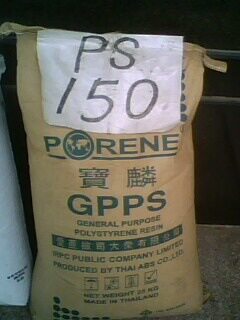 PS
150
PORENE
寶麟
GPPS
GENERAL PURPOSE
POLYSTYRENE RESIN
IRPC PUBLIC COMPANY LIMITED
PRODUCED BY THAI ABS CO.,LTD.
NET WEIGHT 25 KG
MADE IN THAILAND